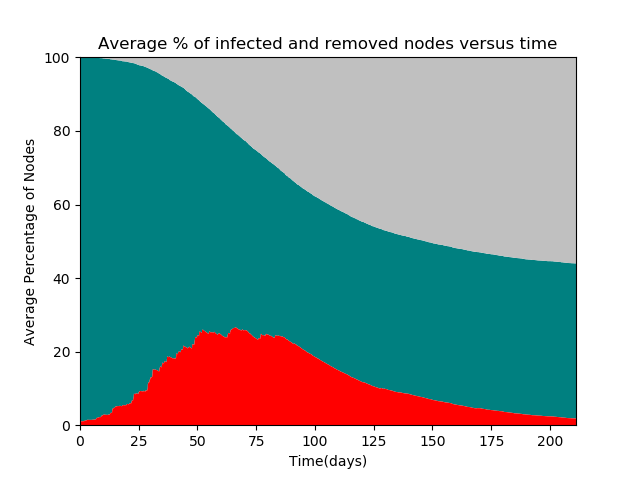 Average % of infected and removed nodes versus time
100
80
60
40
20
0
Average Percentage of Nodes
0 25 50 75 100 125 150 175 200
Time(days)